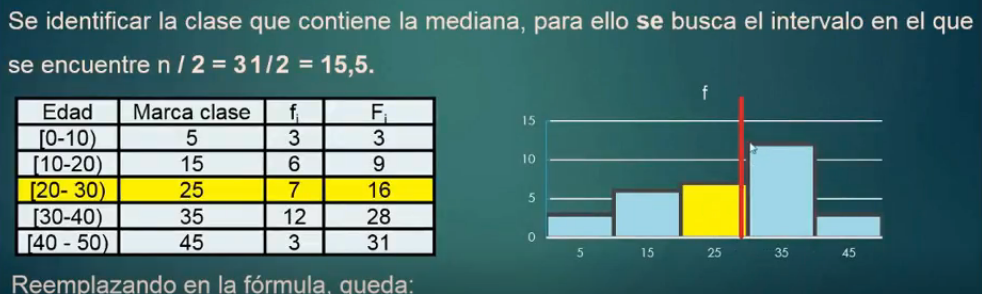 Se identificar la clase que contiene la mediana, para ello se busca el intervalo en el que
se encuentre n / 2 = 31/2 = 15,5.
Edad Marca clase fi Fi
[0-10) 5 3 3
[10-20) 15 6 9
[20- 30) 25 7 16
[30-40) 35 12 28
[40 - 50) 45 3 31
f
15
10
5
0
5 15 25 35 45
Reemplazando en la fórmula, queda: